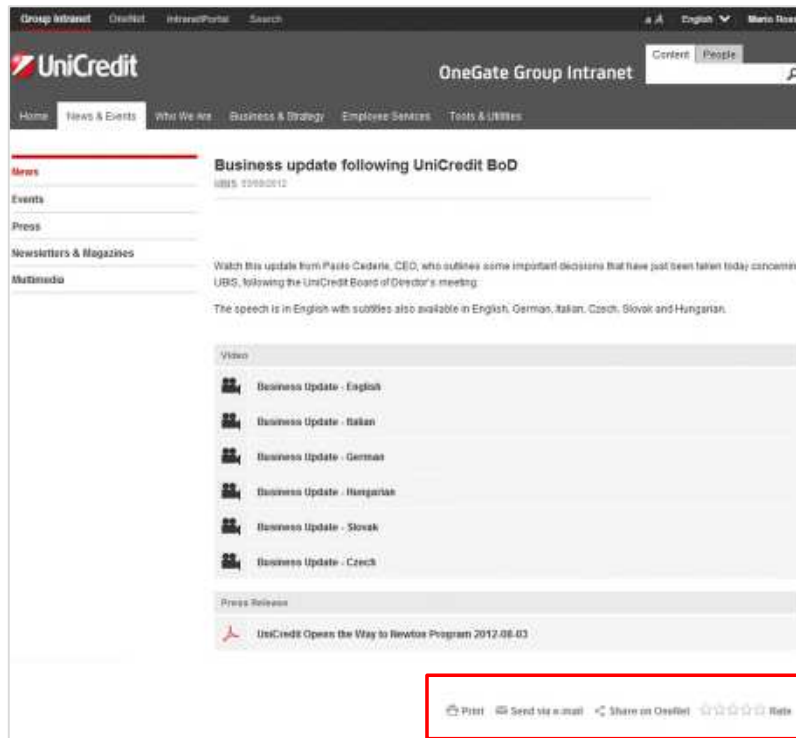 Group Intranet OneNet IntranetPortal Search a A English Mario Ross
UniCredit
OneGate Group Intranet
Content People
Home News & Events Who We Are Business & Strategy Employee Services Tools & Utilities
News
Events
Press
Newsletters & Magazines
Multimedia
Business update following UniCredit BoD
UBIS
Watch this update from Paolo Cederle, CEO, who outlines some important decisions that have just been taken today concernin
UBIS, following the UniCredit Board of Director's meeting.
The speech is in English with subtitles also available in English, German, Italian, Czech, Slovak and Hungarian.
Video
Business Update - English
Business Update - Italian
Business Update - German
Business Update - Hungarian
Business Update - Slovak
Business Update - Czech
Press Release
UniCredit Opens the Way to Newton Program 2012-08-03
Print Send via e-mail Share on OneNet Rate